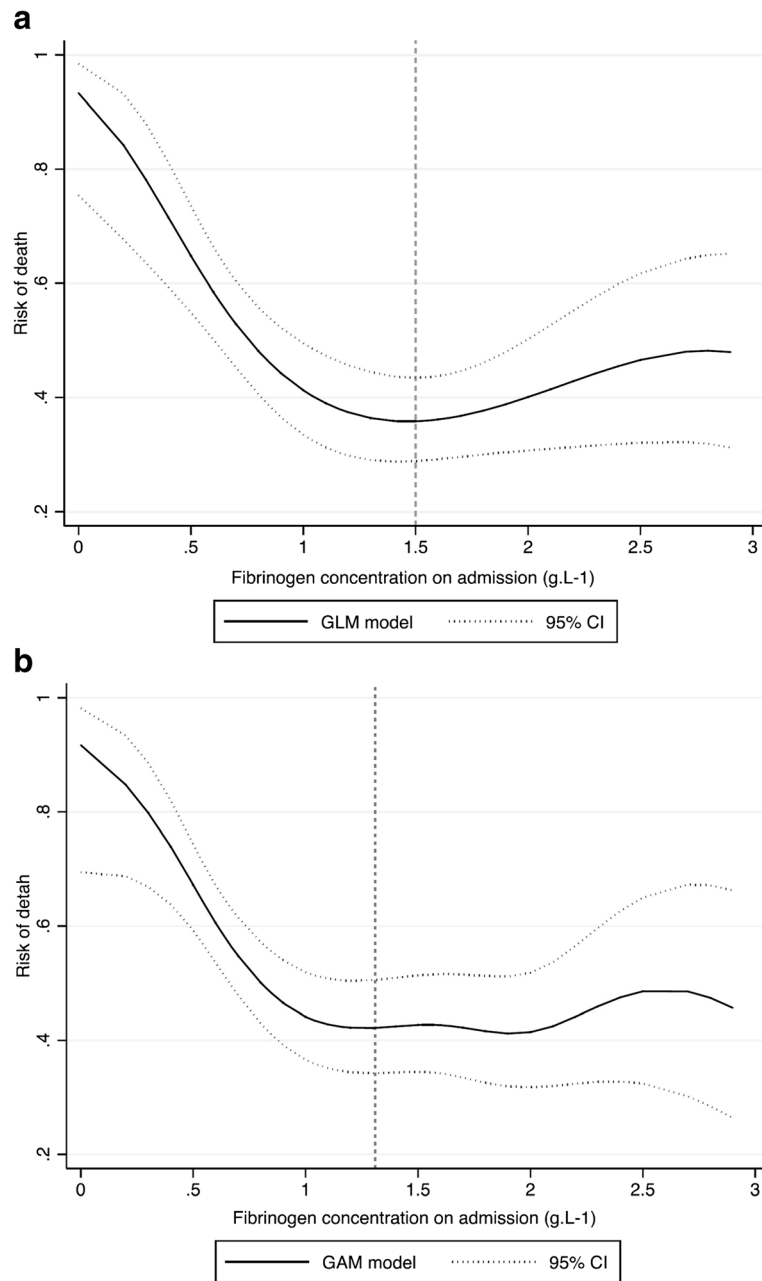 a
1
.8
.6
.4
.2
Risk of death
0 .5 1 1.5 2 2.5 3
Fibrinogen concentration on admission (g.L-1)
GLM model 95% CI
b
1
.8
.6
.4
.2
Risk of detah
0 .5 1 1.5 2 2.5 3
Fibrinogen concentration on admission (g.L-1)
GAM model 95% CI